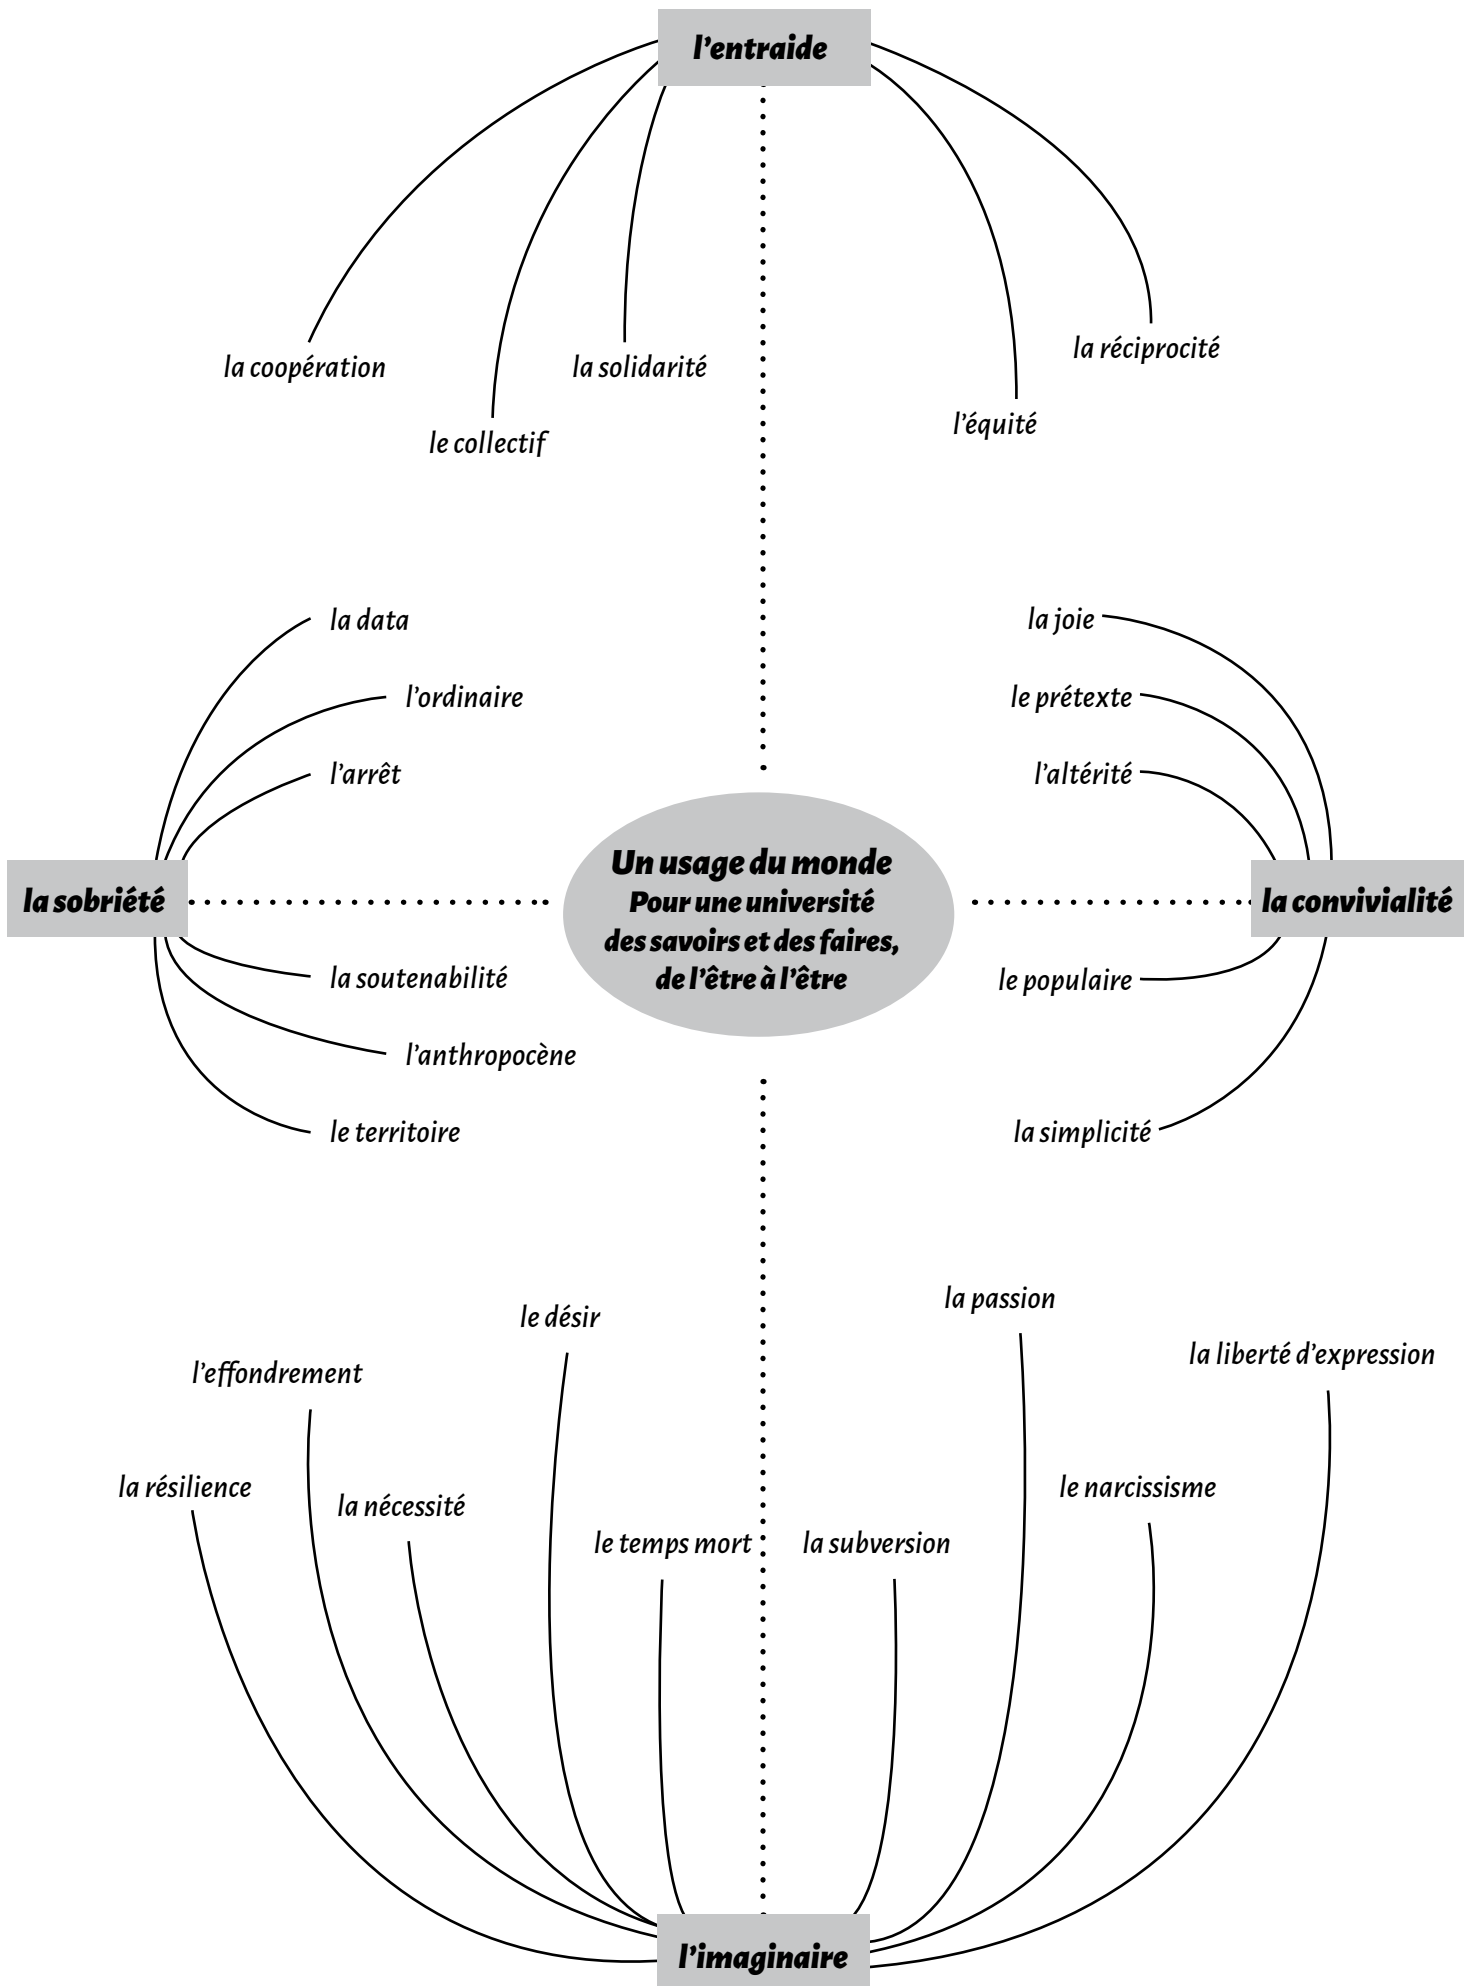 l’entraide
la coopération
le collectif
la solidarité
l’équité
la réciprocité
la data
l’ordinaire
l’arrêt
la sobriété
la soutenabilité
l’anthropocène
le territoire
Un usage du monde
Pour une université
des savoirs et des faires,
de l’être à l’être
la joie
le prétexte
l’altérité
la convivialité
le populaire
la simplicité
la résilience
l’effondrement
la nécessité
le désir
le temps mort
la subversion
la passion
le narcissisme
la liberté d’expression
l’imaginaire